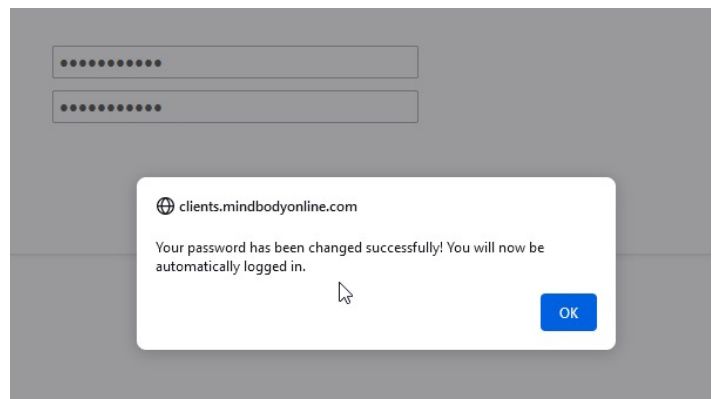 •••••••••••
•••••••••••
clients.mindbodyonline.com
Your password has been changed successfully! You will now be
automatically logged in.
OK